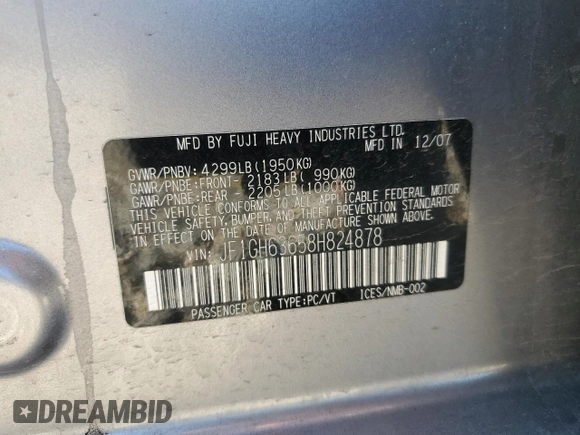 MFD BY FUJI HEAVY INDUSTRIES LTD.
MFD IN 12/07
GVWR/PNBV: 4299LB(1950KG)
GAWR/PNBE:FRONT- 2183LB( 990KG)
GAWR/PNBE:REAR - 2205LB(1000KG)
THIS VEHICLE CONFORMS TO ALL APPLICABLE FEDERAL MOTOR
VEHICLE SAFETY, BUMPER, AND THEFT PREVENTION STANDARDS
IN EFFECT ON THE DATE OF MANUFACTURE SHOWN ABOVE.
VIN: JF1GH63658H824878
PASSENGER CAR TYPE:PC/VT ICES/NMB-002
DREAMBID